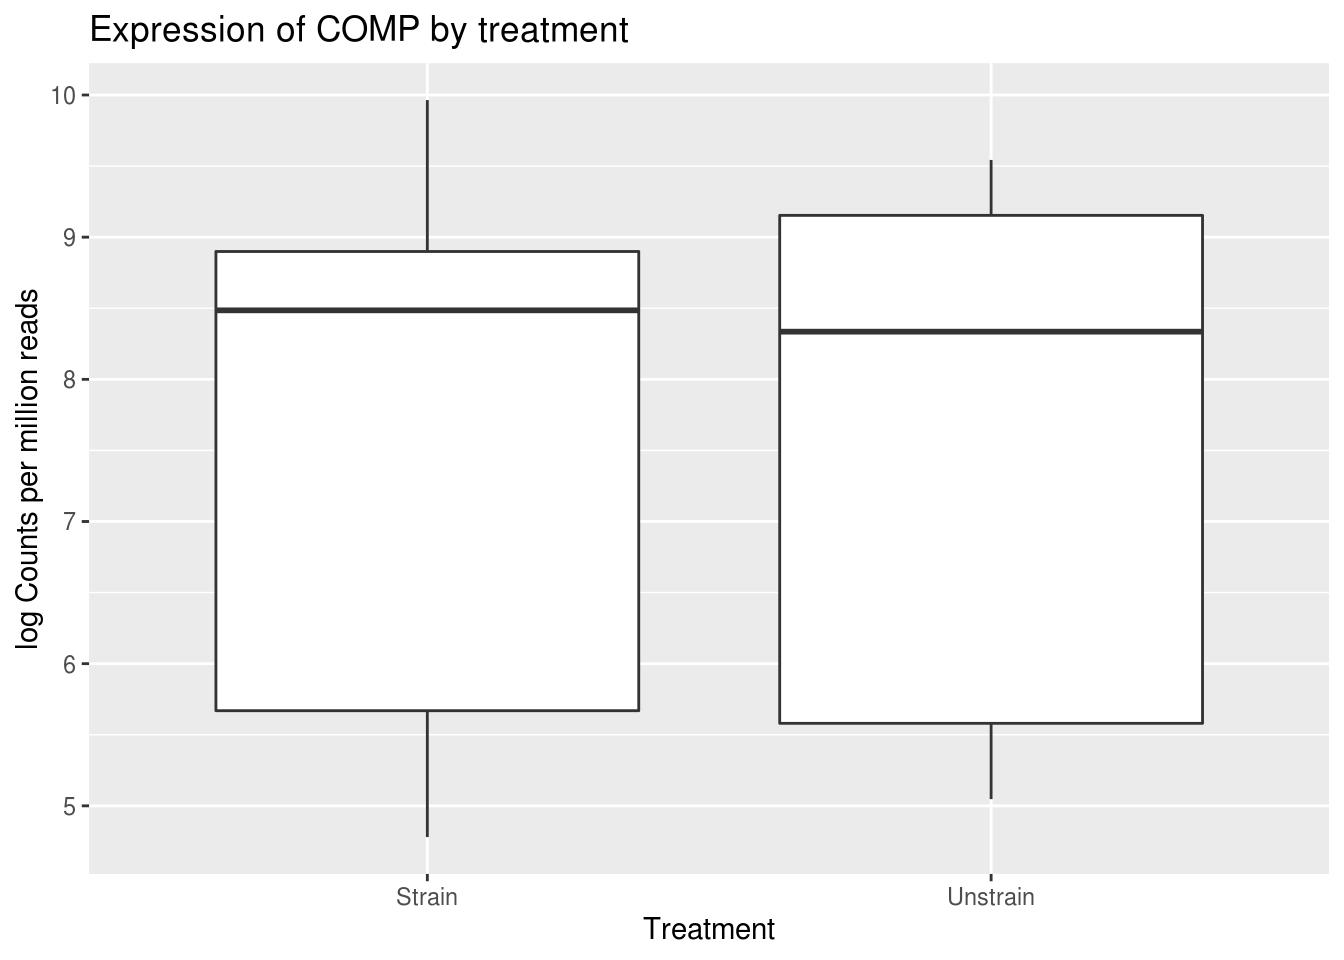 Expression of COMP by treatment
log Counts per million reads
10
9
8
7
6
5
Strain
Unstrain
Treatment